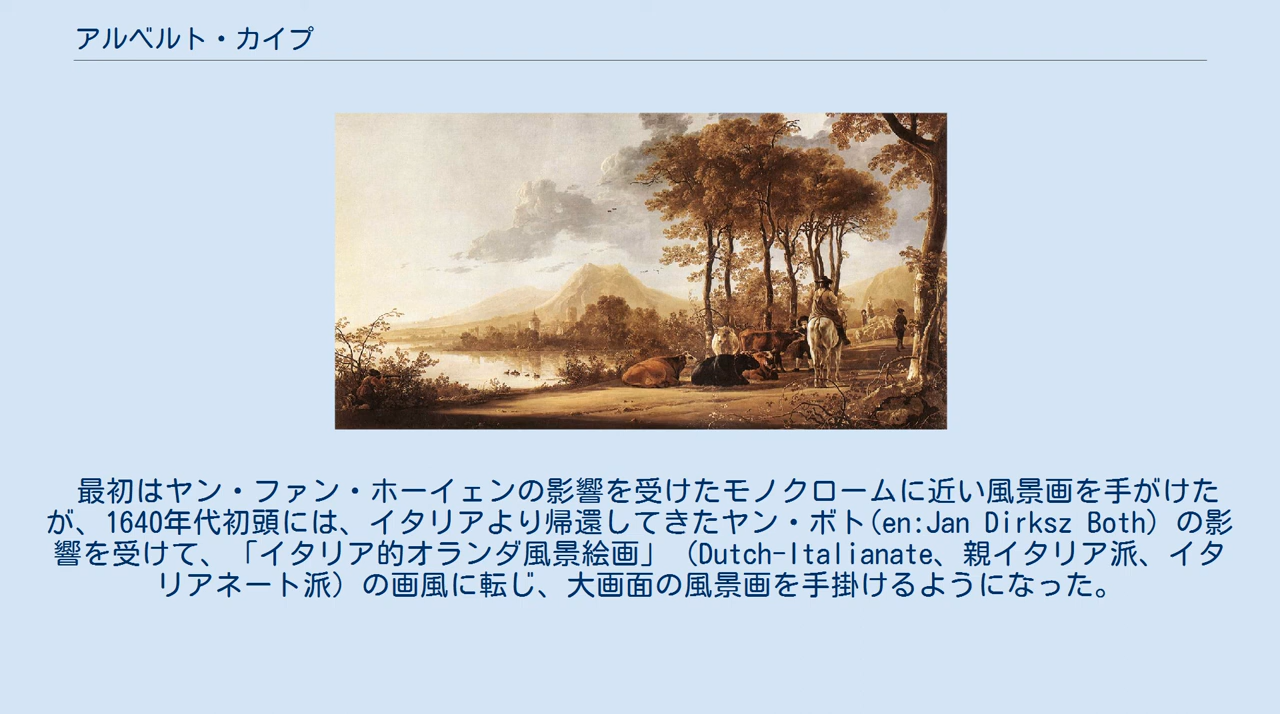 アルベルト・カイプ
最初はヤン・ファン・ホーイェンの影響を受けたモノクロームに近い風景画を手がけた
が、1640年代初頭には、イタリアより帰還してきたヤン・ボト(en:Jan Dirksz Both) の影
響を受けて、「イタリア的オランダ風景絵画」（Dutch-Italianate、親イタリア派、イタ
リアネート派）の画風に転じ、大画面の風景画を手掛けるようになった。